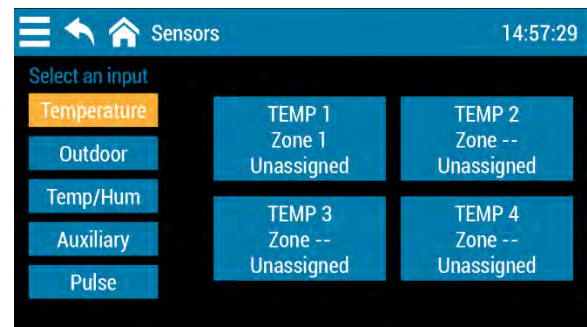 Sensors
14:57:29
Select an input
Temperature
Outdoor
Temp/Hum
Auxiliary
Pulse
TEMP 1
Zone 1
Unassigned
TEMP 2
Zone --
Unassigned
TEMP 3
Zone --
Unassigned
TEMP 4
Zone --
Unassigned